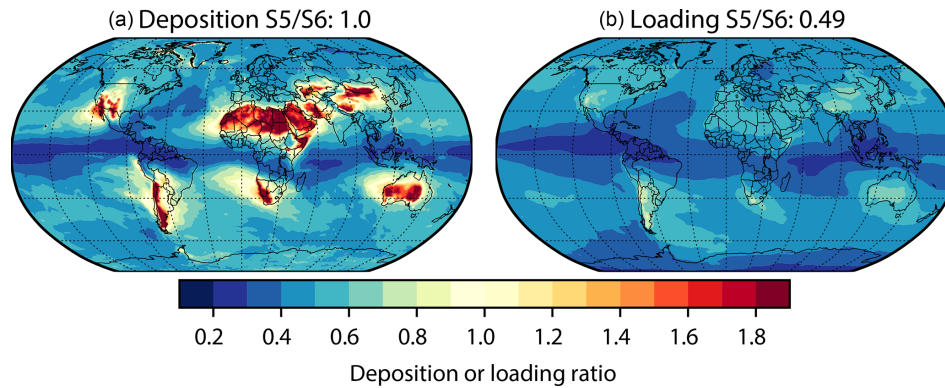 (a) Deposition S5/S6: 1.0
(b) Loading S5/S6: 0.49
0.2 0.4 0.6 0.8 1.0 1.2 1.4 1.6 1.8
Deposition or loading ratio